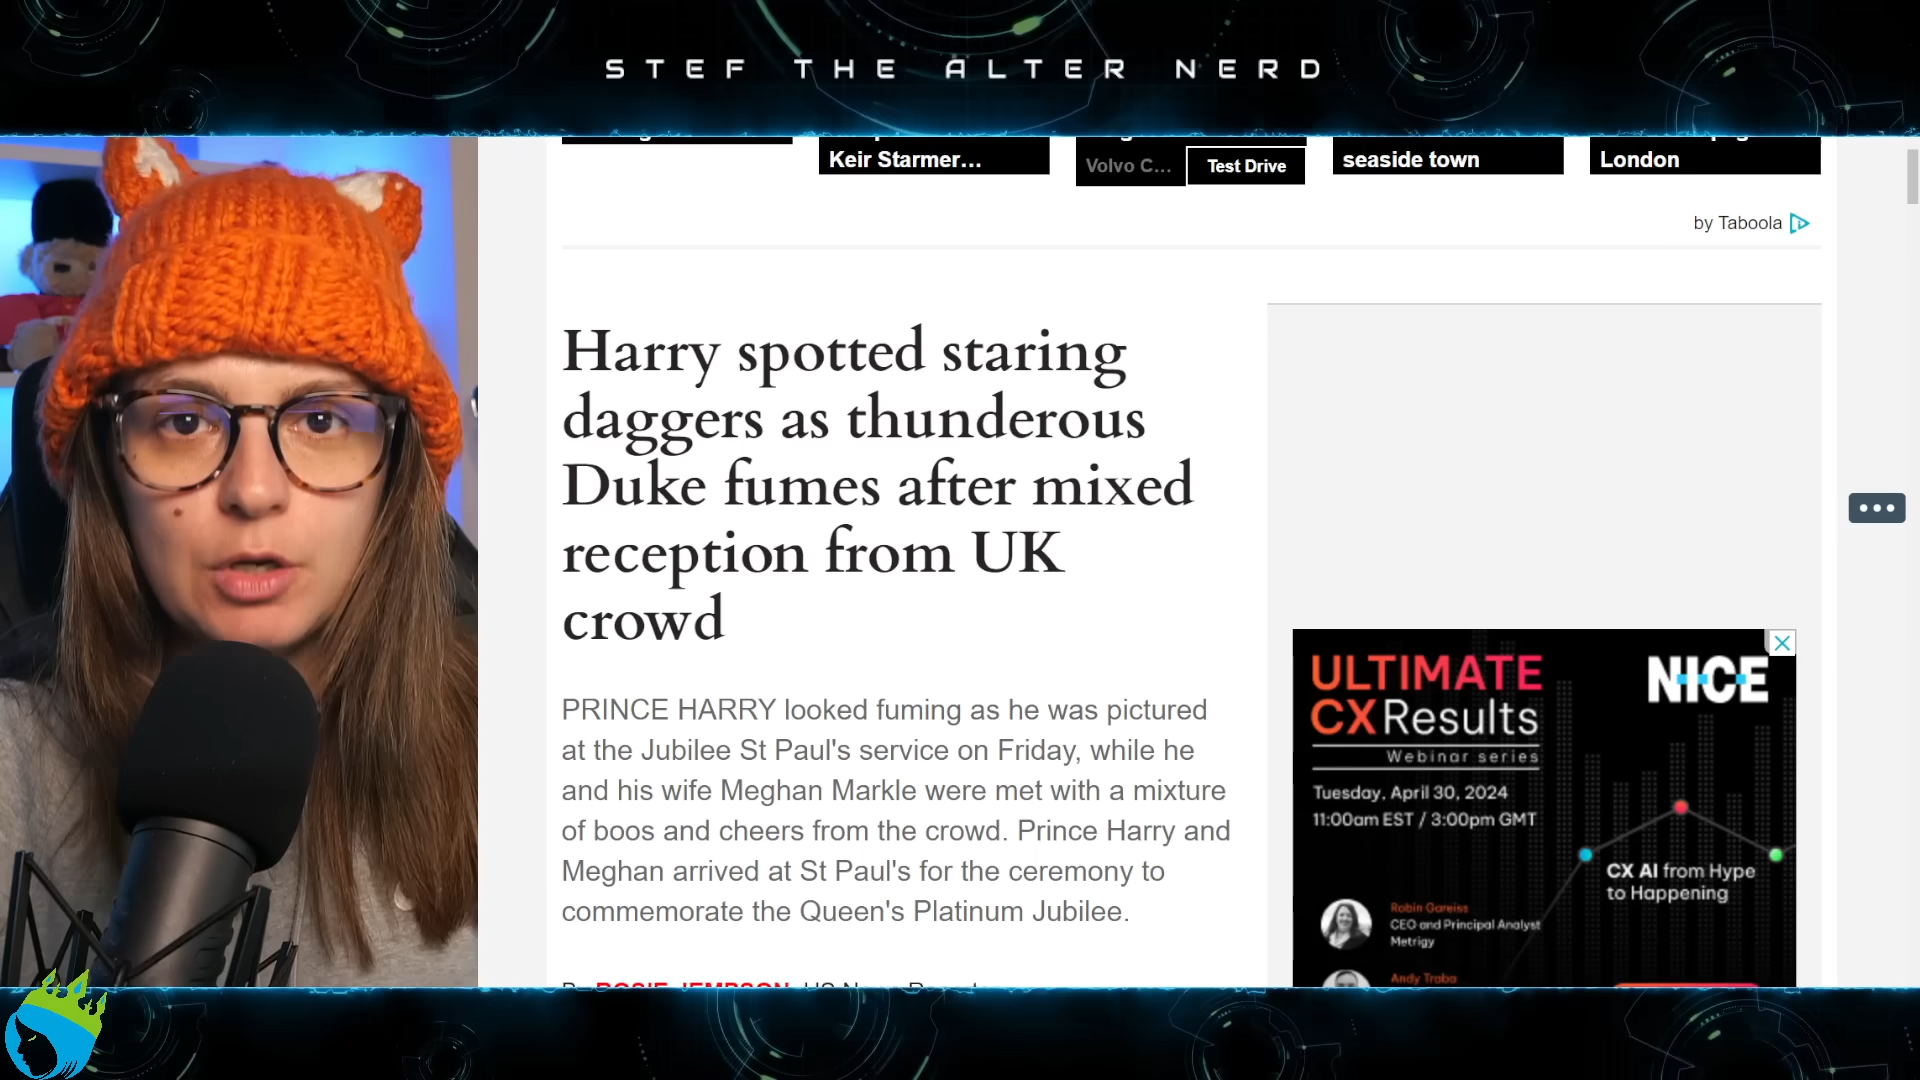 STEF THE ALTER NERD
Keir Starmer...
Volvo C...
Test Drive
seaside town
London
by Taboola
Harry spotted staring
daggers as thunderous
Duke fumes after mixed
reception from UK
crowd
PRINCE HARRY looked fuming as he was pictured
at the Jubilee St Paul's service on Friday, while he
and his wife Meghan Markle were met with a mixture
of boos and cheers from the crowd. Prince Harry and
Meghan arrived at St Paul's for the ceremony to
commemorate the Queen's Platinum Jubilee.
ULTIMATE
CX Results
Webinar series
NICE
Tuesday, April 30, 2024
11:00am EST / 3:00pm GMT
CX AI from Hype
to Happening
Robin Gareiss
CEO and Principal Analyst
Metrigy
Andy Traba